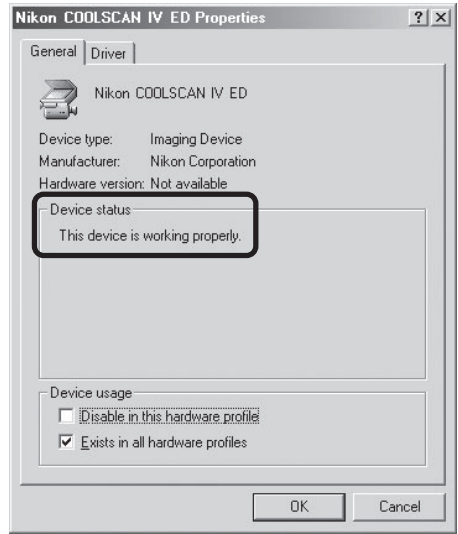 Nikon COOLSCAN IV ED Properties
General Driver
Nikon COOLSCAN IV ED
Device type: Imaging Device
Manufacturer: Nikon Corporation
Hardware version: Not available
Device status
This device is working properly.
Device usage
Disable in this hardware profile
Exists in all hardware profiles
OK Cancel